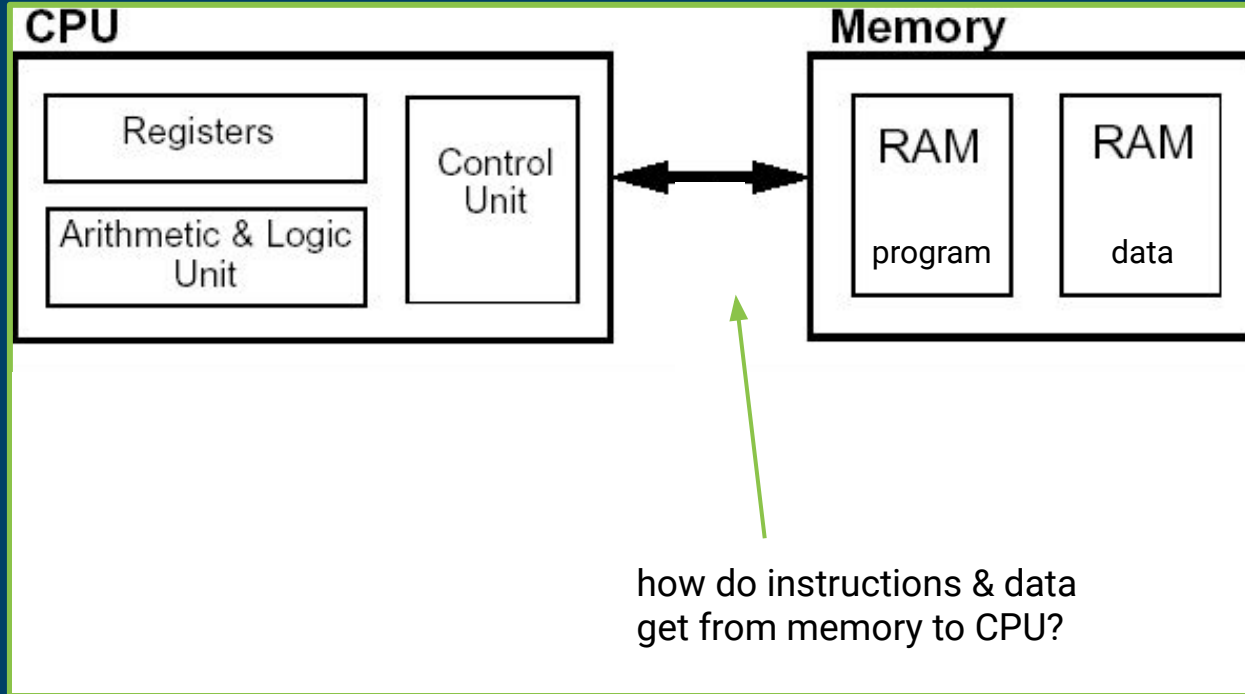 CPU
Memory
Registers
Arithmetic & Logic
Unit
Control
Unit
RAM
program
RAM
data
how do instructions & data
get from memory to CPU?